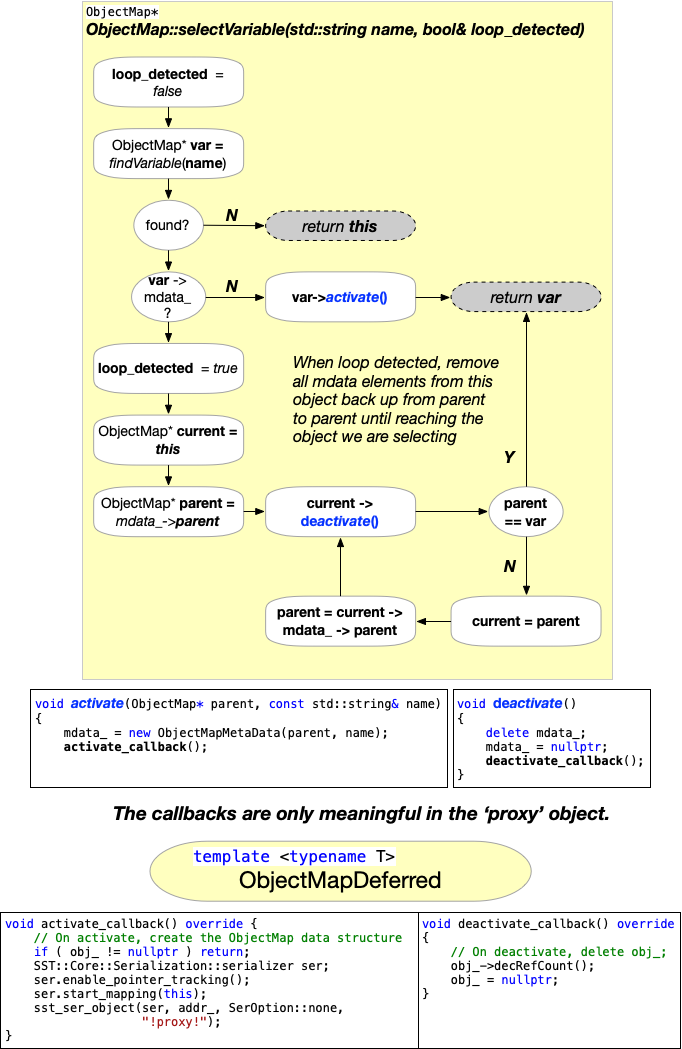 ObjectMap*
ObjectMap::selectVariable(std::string name, bool& loop_detected)
loop_detected =
false
ObjectMap* var =
findVariable(name)
found?
N
return this
var ->
mdata_
?
N
var->activate()
return var
loop_detected = true
When loop detected, remove
all mdata elements from this
object back up from parent
to parent until reaching the
object we are selecting
ObjectMap* current =
this
Y
ObjectMap* parent =
mdata_->parent
current ->
deactivate()
parent
== var
N
parent = current ->
mdata_ -> parent
current = parent
void activate(ObjectMap* parent, const std::string& name)
{
    mdata_ = new ObjectMapMetaData(parent, name);
    activate_callback();
void deactivate()
{
    delete mdata_;
    mdata_ = nullptr;
    deactivate_callback();
}
The callbacks are only meaningful in the ‘proxy’ object.
template <typename T>
ObjectMapDeferred
void activate_callback() override {
    // On activate, create the ObjectMap data structure
    if ( obj_ != nullptr ) return;
    SST::Core::Serialization::serializer ser;
    ser.enable_pointer_tracking();
    ser.start_mapping(this);
    sst_ser_object(ser, addr_, SerOption::none,
                   "!proxy!");
}
void deactivate_callback() override
{
    // On deactivate, delete obj_;
    obj_->decRefCount();
    obj_ = nullptr;
}